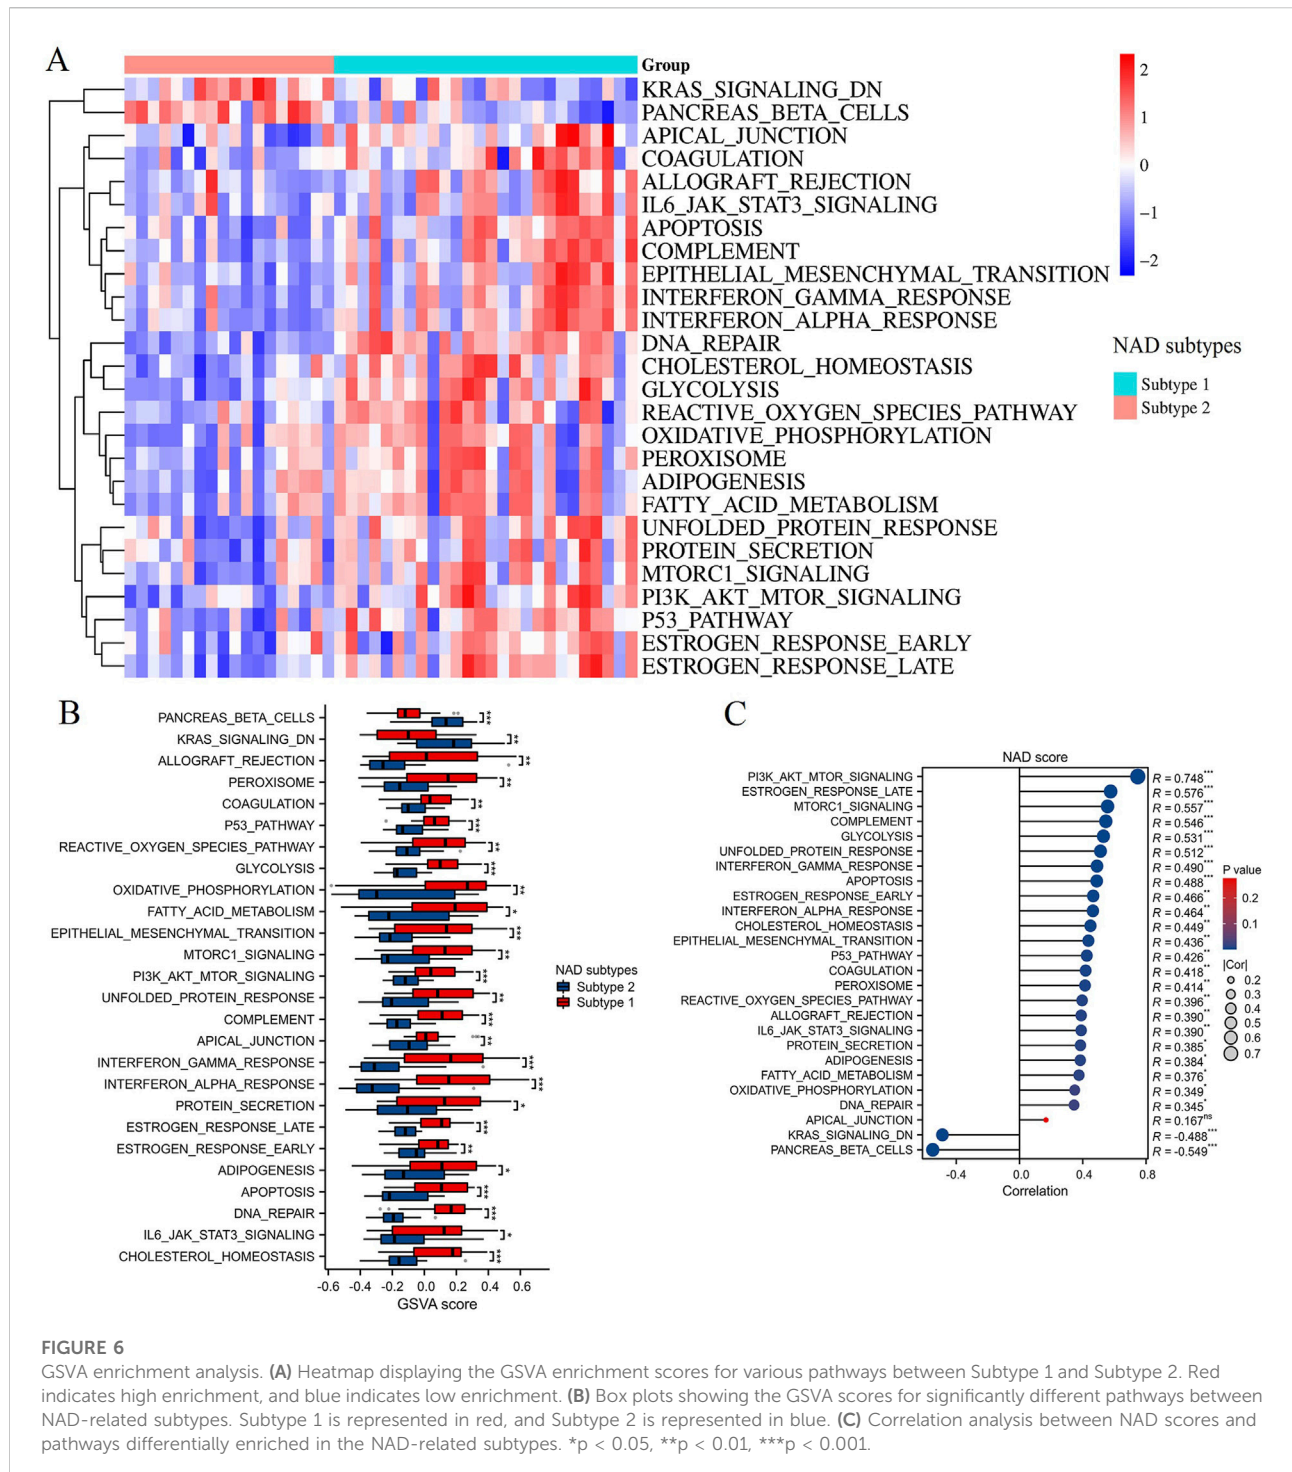 A
Group
KRAS_SIGNALING_DN
PANCREAS_BETA_CELLS
APICAL_JUNCTION
COAGULATION
ALLOGRAFT_REJECTION
IL6_JAK_STAT3_SIGNALING
APOPTOSIS
COMPLEMENT
EPITHELIAL_MESENCHYMAL_TRANSITION
INTERFERON_GAMMA_RESPONSE
INTERFERON_ALPHA_RESPONSE
DNA_REPAIR
CHOLESTEROL_HOMEOSTASIS
GLYCOLYSIS
REACTIVE_OXYGEN_SPECIES_PATHWAY
OXIDATIVE_PHOSPHORYLATION
PEROXISOME
ADIPOGENESIS
FATTY_ACID_METABOLISM
UNFOLDED_PROTEIN_RESPONSE
PROTEIN_SECRETION
MTORC1_SIGNALING
PI3K_AKT_MTOR_SIGNALING
P53_PATHWAY
ESTROGEN_RESPONSE_EARLY
ESTROGEN_RESPONSE_LATE
2
1
0
−1
−2
NAD subtypes
Subtype 1
Subtype 2
B
PANCREAS_BETA_CELLS ***
KRAS_SIGNALING_DN **
ALLOGRAFT_REJECTION **
PEROXISOME **
COAGULATION **
P53_PATHWAY ***
REACTIVE_OXYGEN_SPECIES_PATHWAY **
GLYCOLYSIS ***
OXIDATIVE_PHOSPHORYLATION **
FATTY_ACID_METABOLISM *
EPITHELIAL_MESENCHYMAL_TRANSITION ***
MTORC1_SIGNALING **
PI3K_AKT_MTOR_SIGNALING ***
UNFOLDED_PROTEIN_RESPONSE **
COMPLEMENT ***
APICAL_JUNCTION **
INTERFERON_GAMMA_RESPONSE ***
INTERFERON_ALPHA_RESPONSE ***
PROTEIN_SECRETION *
ESTROGEN_RESPONSE_LATE ***
ESTROGEN_RESPONSE_EARLY **
ADIPOGENESIS *
APOPTOSIS ***
DNA_REPAIR ***
IL6_JAK_STAT3_SIGNALING *
CHOLESTEROL_HOMEOSTASIS ***
-0.6 -0.4 -0.2 0.0 0.2 0.4 0.6
GSVA score
NAD subtypes
Subtype 2
Subtype 1
C
NAD score
PI3K_AKT_MTOR_SIGNALING R = 0.748***
ESTROGEN_RESPONSE_LATE R = 0.576***
MTORC1_SIGNALING R = 0.557***
COMPLEMENT R = 0.546***
GLYCOLYSIS R = 0.531***
UNFOLDED_PROTEIN_RESPONSE R = 0.512***
INTERFERON_GAMMA_RESPONSE R = 0.490***
APOPTOSIS R = 0.488***
ESTROGEN_RESPONSE_EARLY R = 0.466**
INTERFERON_ALPHA_RESPONSE R = 0.464**
CHOLESTEROL_HOMEOSTASIS R = 0.449**
EPITHELIAL_MESENCHYMAL_TRANSITION R = 0.436**
P53_PATHWAY R = 0.426**
COAGULATION R = 0.418**
PEROXISOME R = 0.414**
REACTIVE_OXYGEN_SPECIES_PATHWAY R = 0.396**
ALLOGRAFT_REJECTION R = 0.390**
IL6_JAK_STAT3_SIGNALING R = 0.390**
PROTEIN_SECRETION R = 0.385*
ADIPOGENESIS R = 0.384*
FATTY_ACID_METABOLISM R = 0.376*
OXIDATIVE_PHOSPHORYLATION R = 0.349*
DNA_REPAIR R = 0.345*
APICAL_JUNCTION R = 0.167ns
KRAS_SIGNALING_DN R = -0.488***
PANCREAS_BETA_CELLS R = -0.549***
-0.4 0.0 0.4 0.8
Correlation
P value
0.2
0.1
|Cor|
0.2
0.3
0.4
0.5
0.6
0.7
FIGURE 6
GSVA enrichment analysis. (A) Heatmap displaying the GSVA enrichment scores for various pathways between Subtype 1 and Subtype 2. Red
indicates high enrichment, and blue indicates low enrichment. (B) Box plots showing the GSVA scores for significantly different pathways between
NAD-related subtypes. Subtype 1 is represented in red, and Subtype 2 is represented in blue. (C) Correlation analysis between NAD scores and
pathways differentially enriched in the NAD-related subtypes. *p < 0.05, **p < 0.01, ***p < 0.001.